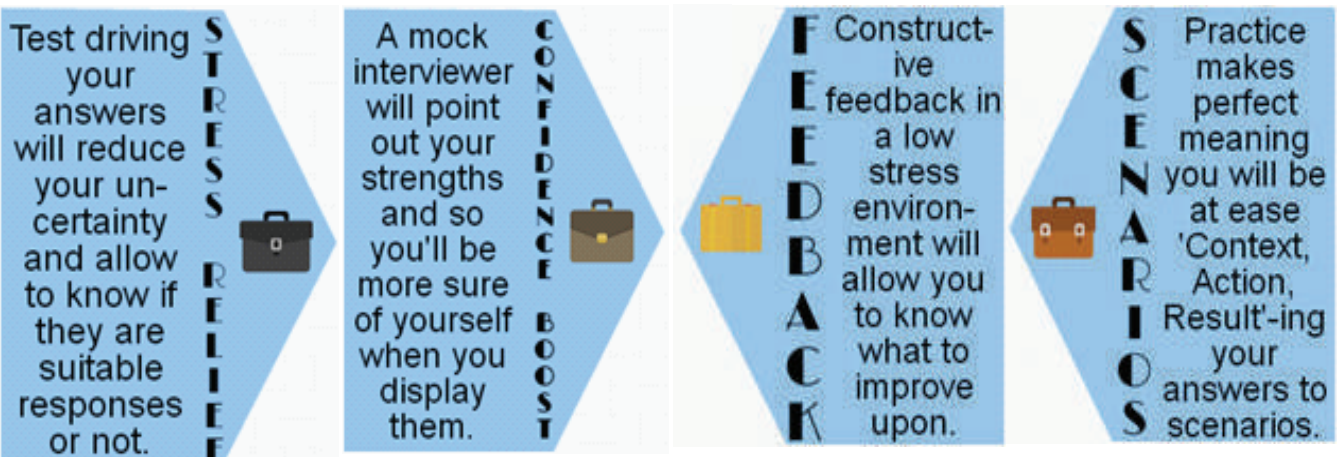 Test driving
your
answers
will reduce
your un-
certainty
and allow
to know if
they are
suitable
responses
or not.
STRESS RELIEF
A mock
interviewer
will point
out your
strengths
and so
you'll be
more sure
of yourself
when you
display
them.
CONFIDENCE BOOST
FEEDBACK
Construct-
ive
feedback in
a low
stress
environ-
ment will
allow you
to know
what to
improve
upon.
SCENARIOS
Practice
makes
perfect
meaning
you will be
at ease
'Context,
Action,
Result'-ing
your
answers to
scenarios.